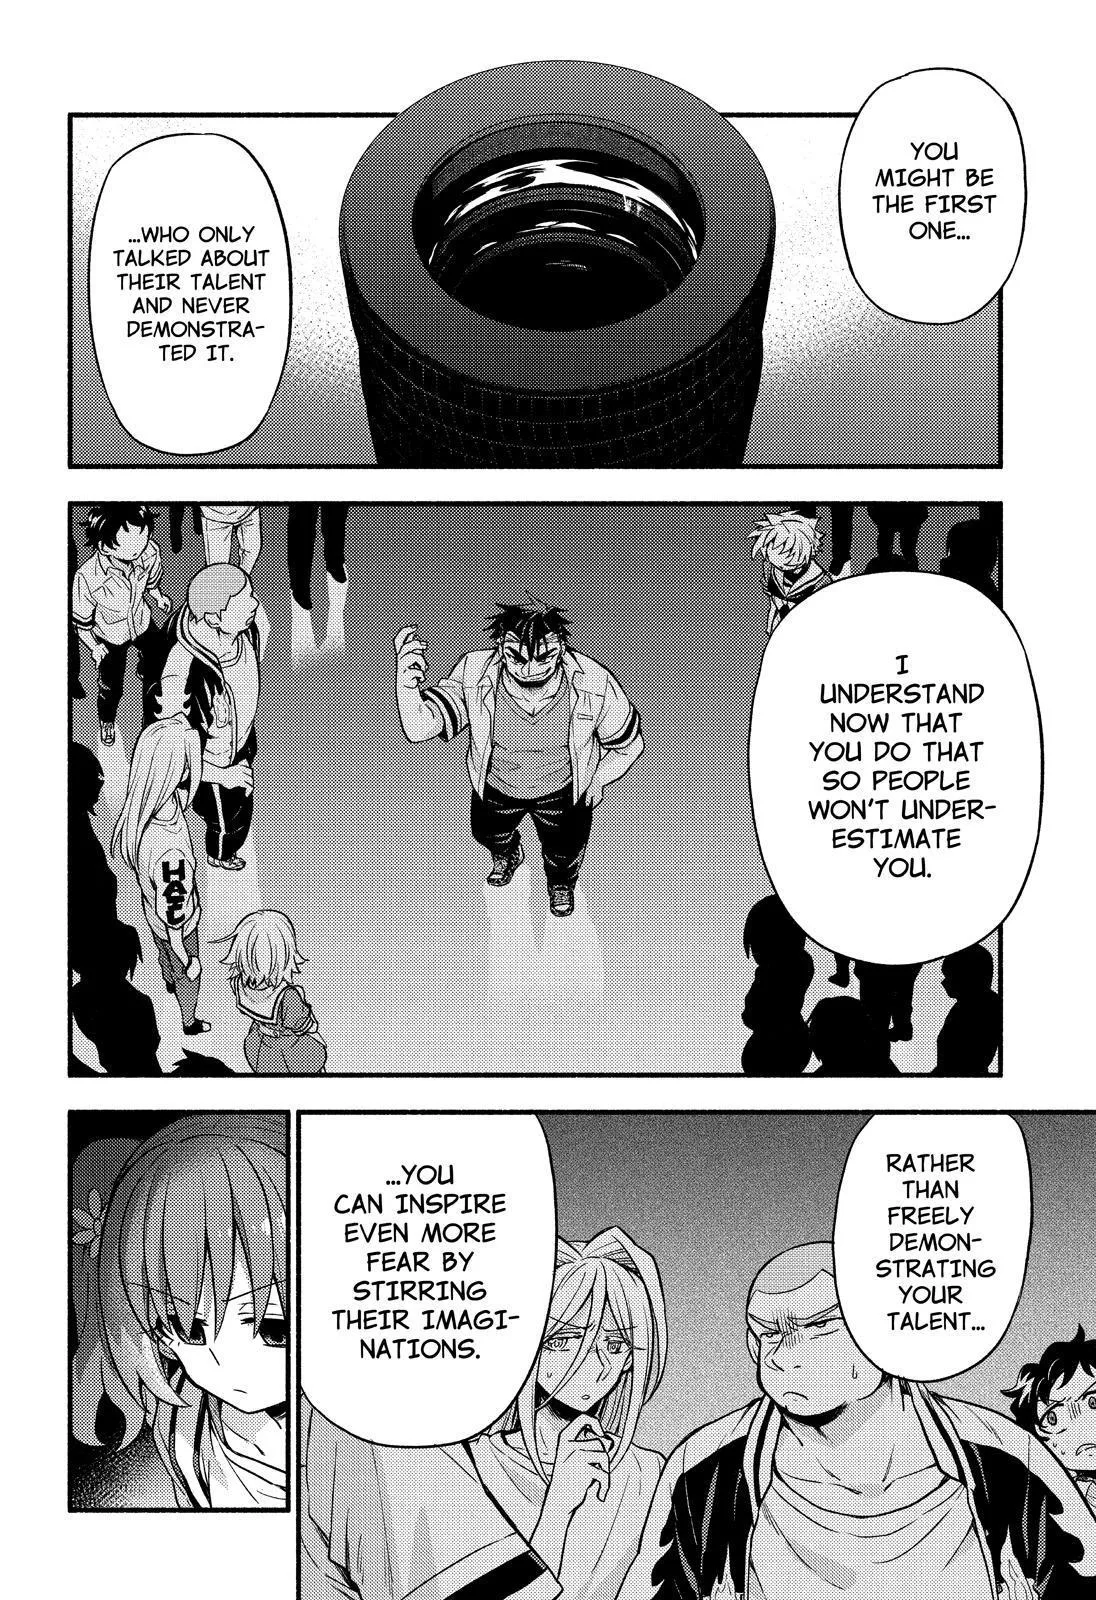 YOU
MIGHT BE
THE FIRST
ONE...
...WHO ONLY
TALKED ABOUT
THEIR TALENT
AND NEVER
DEMONSTRA-
TED IT.
I
UNDERSTAND
NOW THAT
YOU DO THAT
SO PEOPLE
WON'T UNDER-
ESTIMATE
YOU.
HAIL
RATHER
THAN
FREELY
DEMON-
STRATING
YOUR
TALENT...
...YOU
CAN INSPIRE
EVEN MORE
FEAR BY
STIRRING
THEIR IMAGI-
NATIONS.